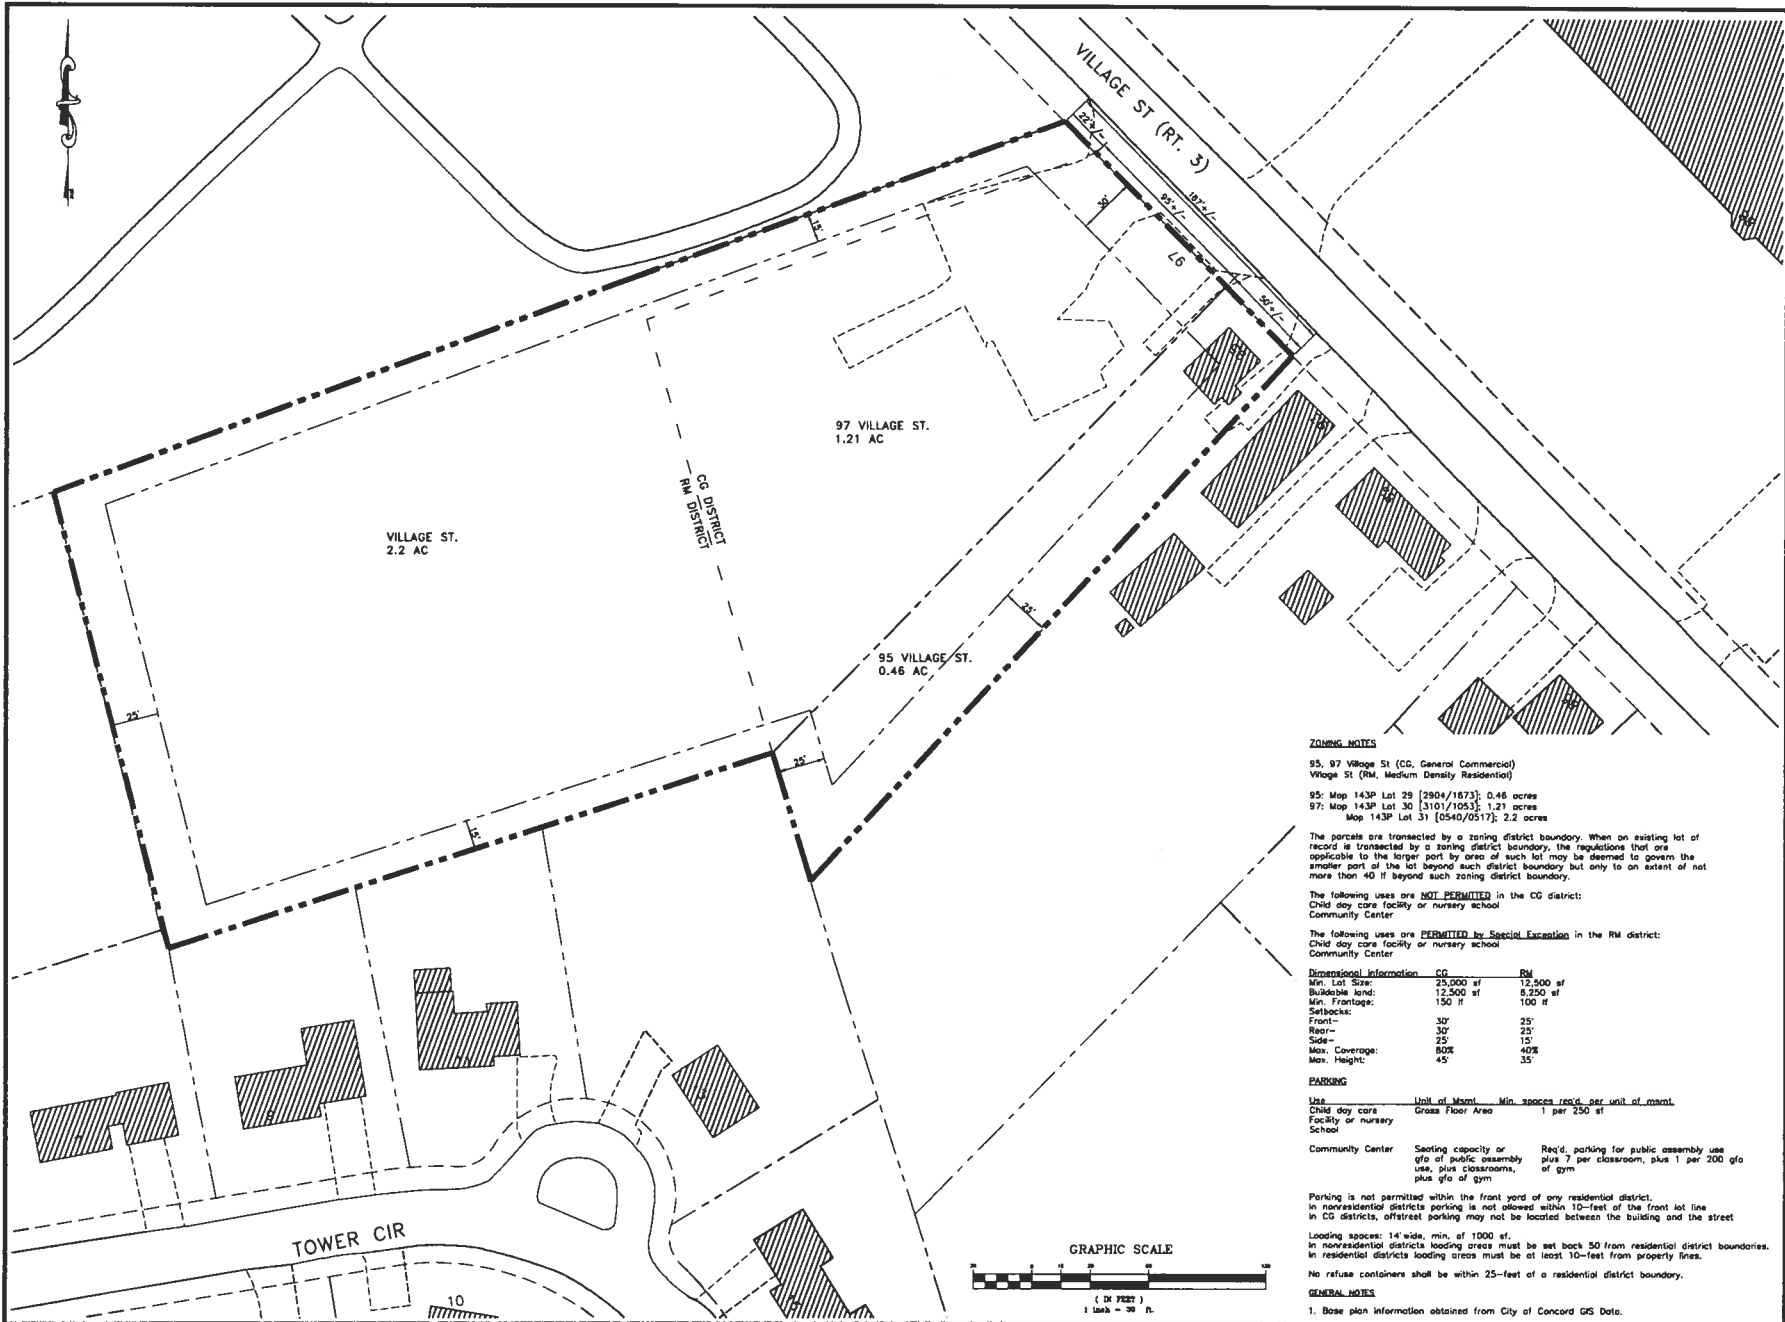 VILLAGE ST (RT. 3)
22'+/-
95'+/-
187'+/-
30'
15'
97
50'+/-
95
97 VILLAGE ST.
1.21 AC
CG DISTRICT
RM DISTRICT
VILLAGE ST.
2.2 AC
25'
95 VILLAGE ST.
0.46 AC
25'
25'
15'
TOWER CIR
7
8
11
10
GRAPHIC SCALE
( IN FEET )
1 inch = 30 ft.
ZONING NOTES
95, 97 Village St (CG, General Commercial)
Village St (RM, Medium Density Residential)
95: Map 143P Lot 29 [2904/1673]; 0.46 acres
97: Map 143P Lot 30 [3101/1053]; 1.21 acres
Map 143P Lot 31 [0540/0517]; 2.2 acres
The parcels are transected by a zoning district boundary. When an existing lot of
record is transected by a zoning district boundary, the regulations that are
applicable to the larger part by area of such lot may be deemed to govern the
smaller part of the lot beyond such district boundary but only to an extent of not
more than 40 lf beyond such zoning district boundary.
The following uses are NOT PERMITTED in the CG district:
Child day care facility or nursery school
Community Center
The following uses are PERMITTED by Special Exception in the RM district:
Child day care facility or nursery school
Community Center
Dimensional Information CG RM
Min. Lot Size: 25,000 sf 12,500 sf
Buildable land: 12,500 sf 6,250 sf
Min. Frontage: 150 lf 100 lf
Setbacks:
Front- 30' 25'
Rear- 30' 25'
Side- 25' 15'
Max. Coverage: 80% 40%
Max. Height: 45' 35'
PARKING
Use Unit of Msmt. Min. spaces req'd. per unit of msmt.
Child day care Gross Floor Area 1 per 250 sf
Facility or nursery
School
Community Center Seating capacity or Req'd. parking for public assembly use
gfa of public assembly plus 7 per classroom, plus 1 per 200 gfa
use, plus classrooms, of gym
plus gfa of gym
Parking is not permitted within the front yard of any residential district.
In nonresidential districts parking is not allowed within 10-feet of the front lot line
In CG districts, offstreet parking may not be located between the building and the street
Loading spaces: 14' wide, min. of 1000 sf.
In nonresidential districts loading areas must be set back 50' from residential district boundaries.
In residential districts loading areas must be at least 10-feet from property lines.
No refuse containers shall be within 25-feet of a residential district boundary.
GENERAL NOTES
1. Base plan information obtained from City of Concord GIS Data.